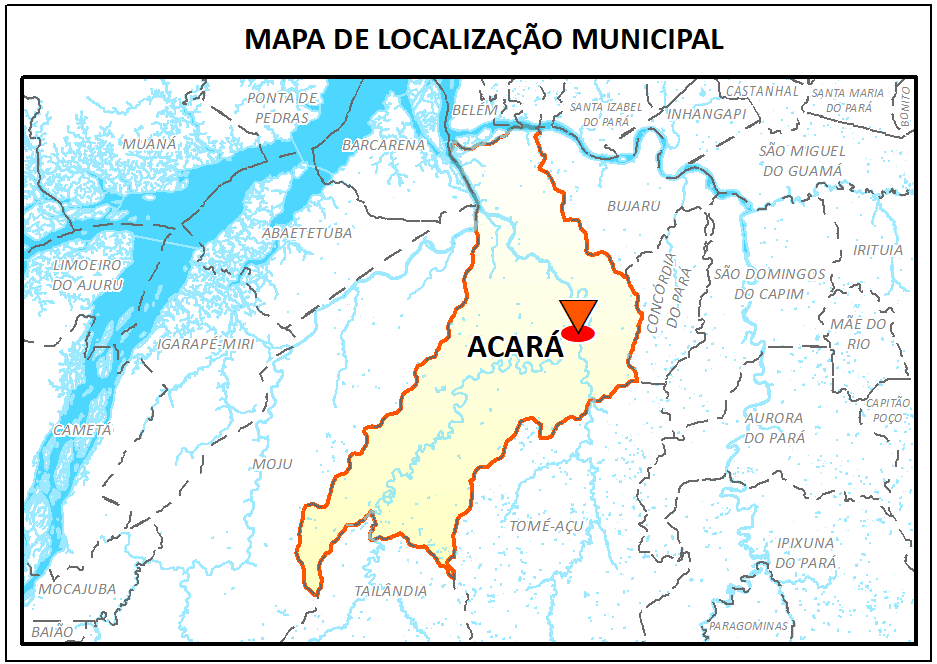 MAPA DE LOCALIZAÇÃO MUNICIPAL
PONTA DE
PEDRAS
BELÉM
SANTA IZABEL
DO PARÁ
CASTANHAL
SANTA MARIA
DO PARÁ
BONITO
INHANGAPI
MUANÁ
BARCARENA
SÃO MIGUEL
DO GUAMÁ
BUJARU
ABAETETUBA
IRITUIA
LIMOEIRO
DO AJURU
CONCÓRDIA
DO PARÁ
SÃO DOMINGOS
DO CAPIM
MÃE DO
RIO
IGARAPÉ-MIRI
ACARÁ
CAPITÃO
POÇO
CAMETÁ
AURORA
DO PARÁ
MOJU
TOMÉ-AÇU
IPIXUNA
DO PARÁ
MOCAJUBA
TAILÂNDIA
BAIÃO
PARAGOMINAS